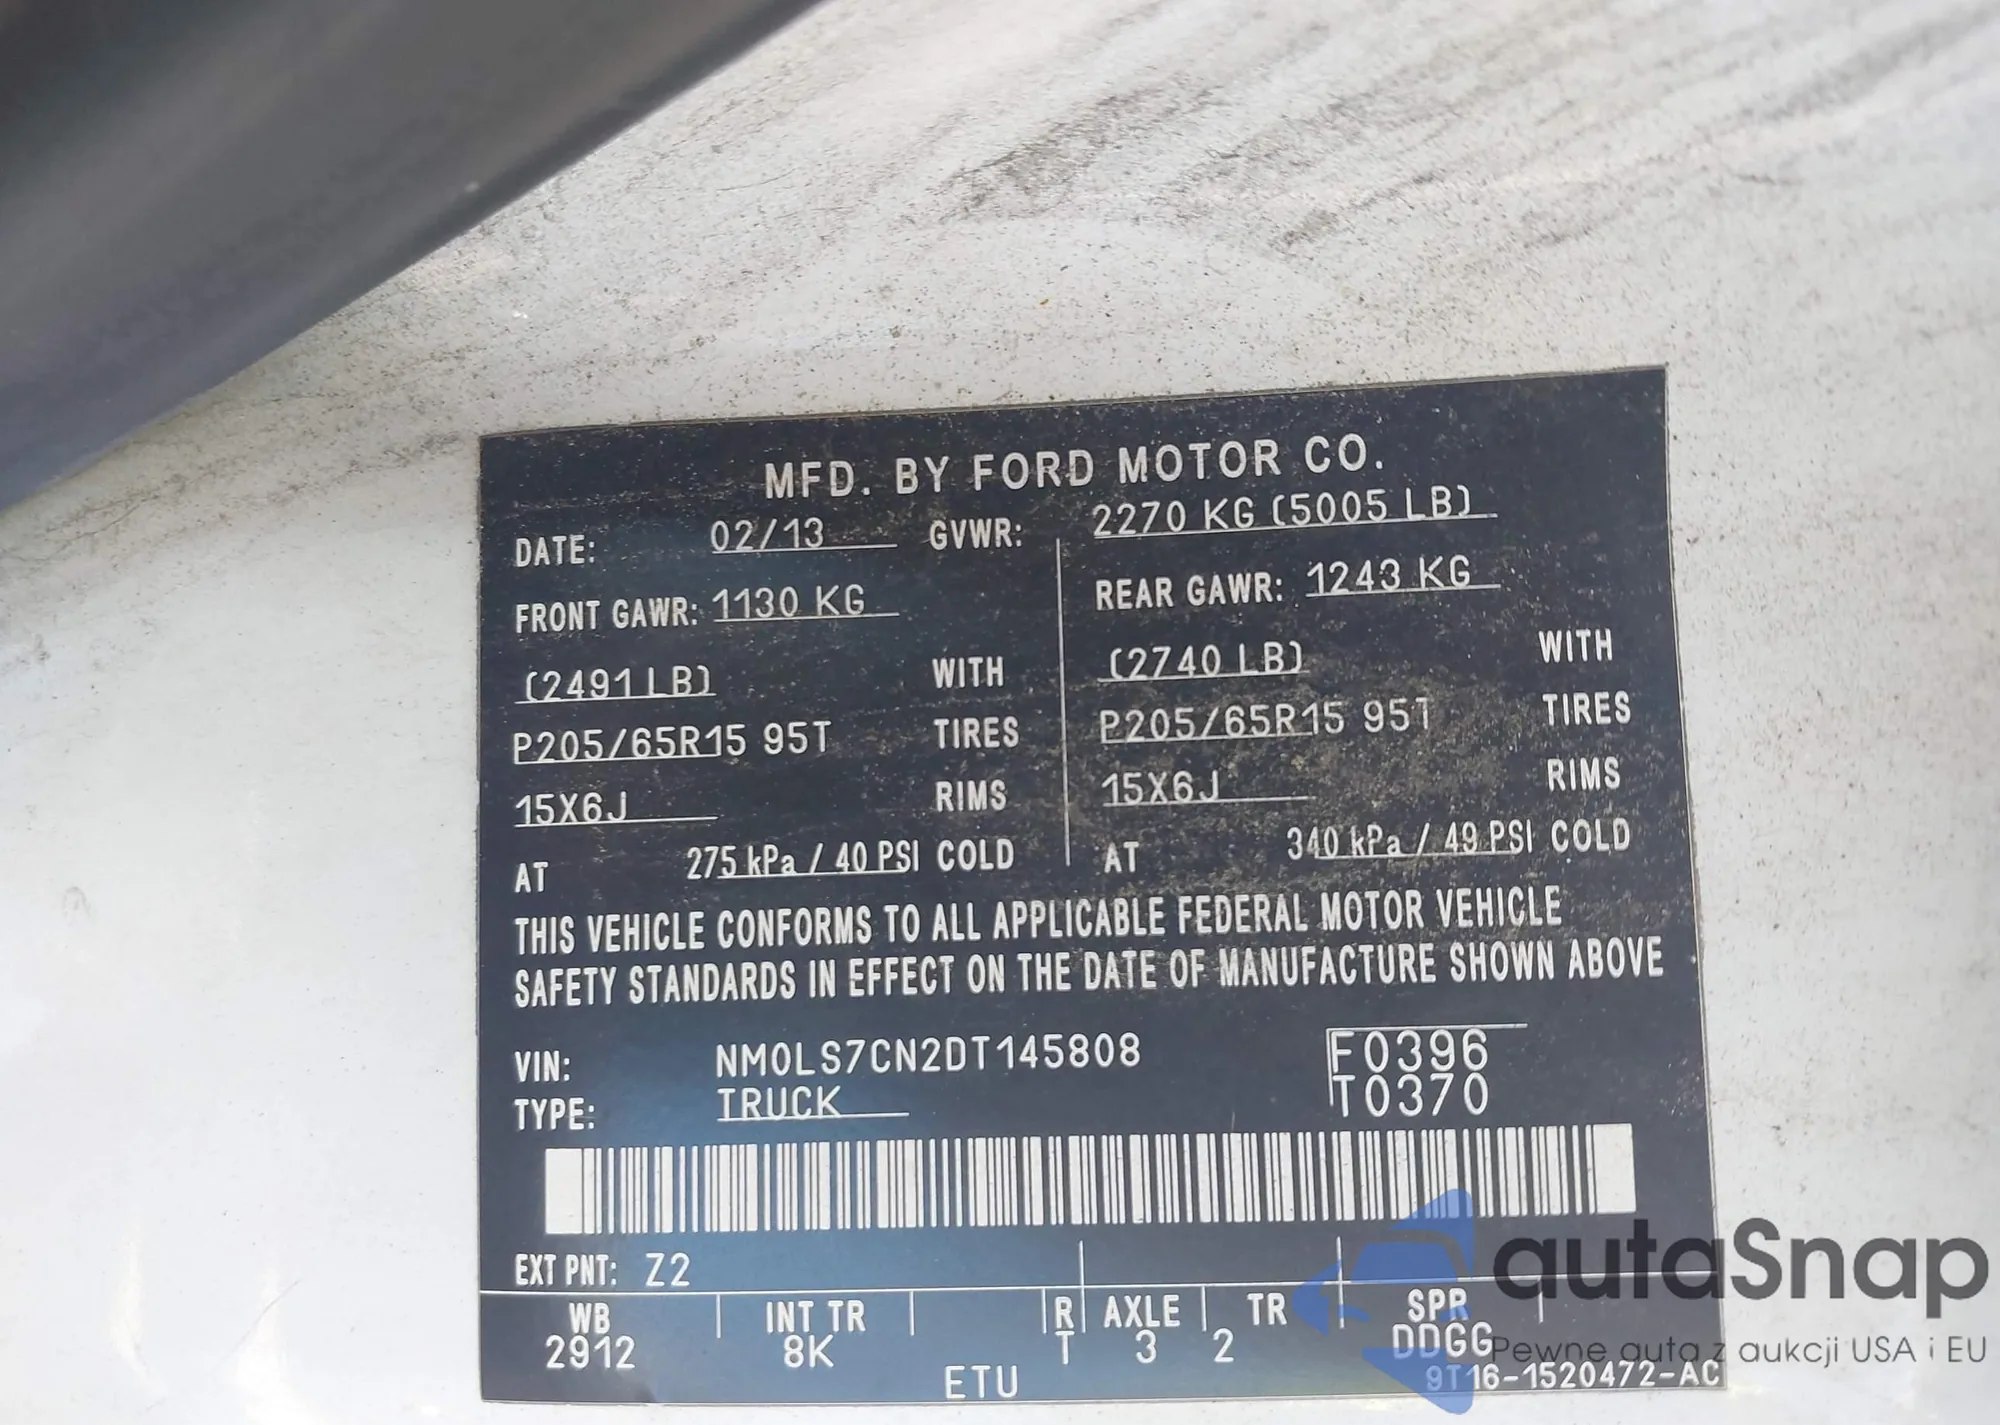 MFD. BY FORD MOTOR CO.
DATE: 02/13 GVWR: 2270 KG (5005 LB)
FRONT GAWR: 1130 KG REAR GAWR: 1243 KG
(2491 LB) WITH (2740 LB) WITH
P205/65R15 95T TIRES P205/65R15 95T TIRES
15X6J RIMS 15X6J RIMS
AT 275 kPa / 40 PSI COLD AT 340 kPa / 49 PSI COLD
THIS VEHICLE CONFORMS TO ALL APPLICABLE FEDERAL MOTOR VEHICLE
SAFETY STANDARDS IN EFFECT ON THE DATE OF MANUFACTURE SHOWN ABOVE
VIN: NM0LS7CN2DT145808 F0396
TYPE: TRUCK T0370
EXT PNT: Z2
WB INT TR R AXLE TR SPR
2912 8K T 3 2 DDGG
ETU 9T16-1520472-AC
autaSnap
Pewne auta z aukcji USA i EU